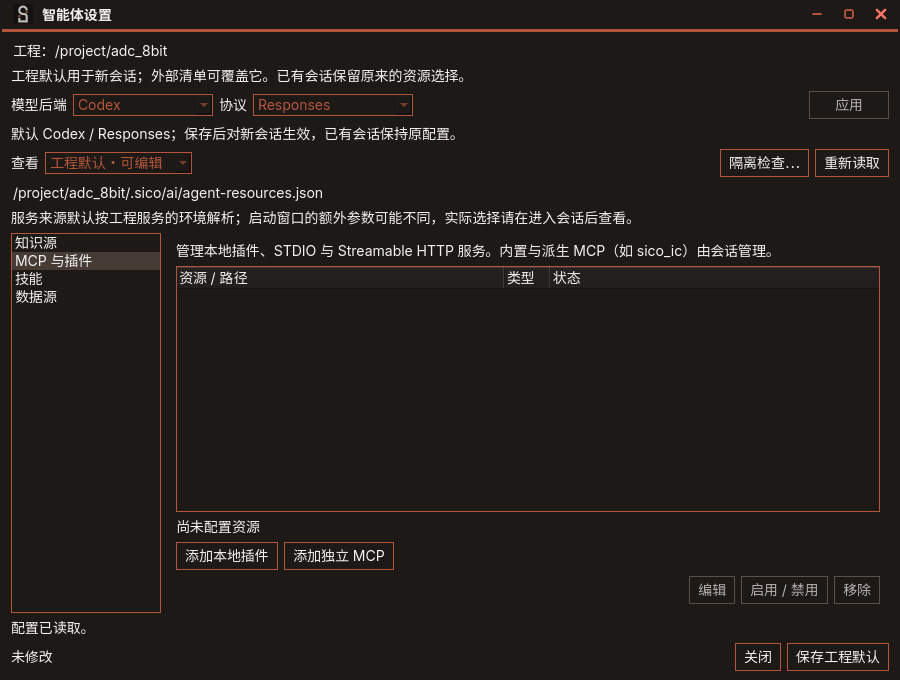 智能体设置
工程：/project/adc_8bit
工程默认用于新会话；外部清单可覆盖它。已有会话保留原来的资源选择。
模型后端 Codex 协议 Responses 应用
默认 Codex / Responses；保存后对新会话生效，已有会话保持原配置。
查看 工程默认・可编辑 隔离检查... 重新读取
/project/adc_8bit/.sico/ai/agent-resources.json
服务来源默认按工程服务的环境解析；启动窗口的额外参数可能不同，实际选择请在进入会话后查看。
知识源
MCP 与插件
技能
数据源
管理本地插件、STDIO 与 Streamable HTTP 服务。内置与派生 MCP（如 sico_ic）由会话管理。
资源 / 路径 类型 状态
尚未配置资源
添加本地插件 添加独立 MCP
编辑 启用 / 禁用 移除
配置已读取。
未修改 关闭 保存工程默认